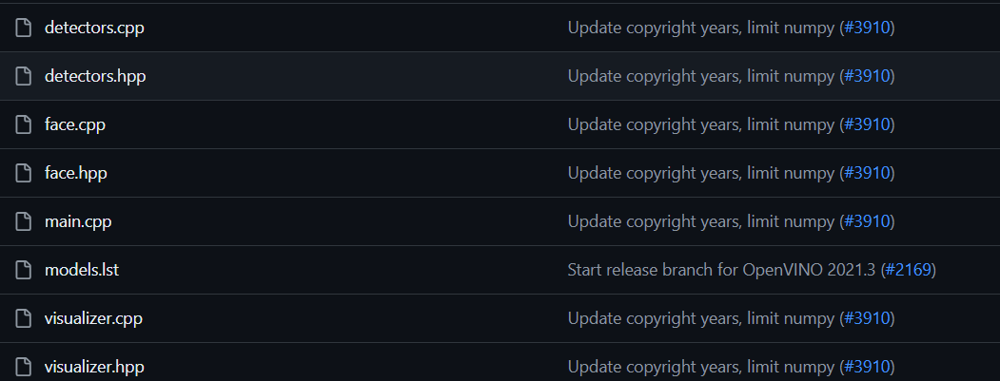 detectors.cpp Update copyright years, limit numpy (#3910)
detectors.hpp Update copyright years, limit numpy (#3910)
face.cpp Update copyright years, limit numpy (#3910)
face.hpp Update copyright years, limit numpy (#3910)
main.cpp Update copyright years, limit numpy (#3910)
models.lst Start release branch for OpenVINO 2021.3 (#2169)
visualizer.cpp Update copyright years, limit numpy (#3910)
visualizer.hpp Update copyright years, limit numpy (#3910)